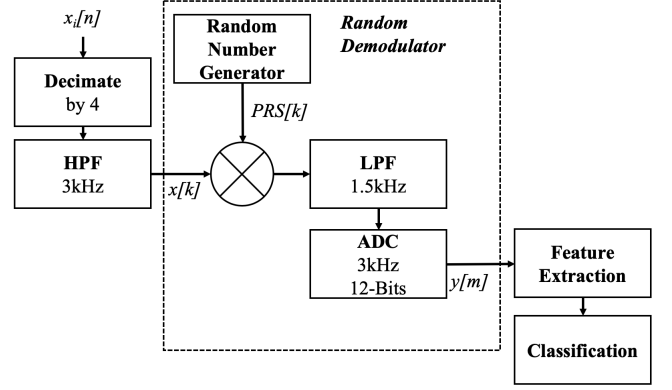 xᵢ[n]
Decimate
by 4
HPF
3kHz
x[k]
Random
Number
Generator
Random
Demodulator
PRS[k]
LPF
1.5kHz
ADC
3kHz
12-Bits
y[m]
Feature
Extraction
Classification